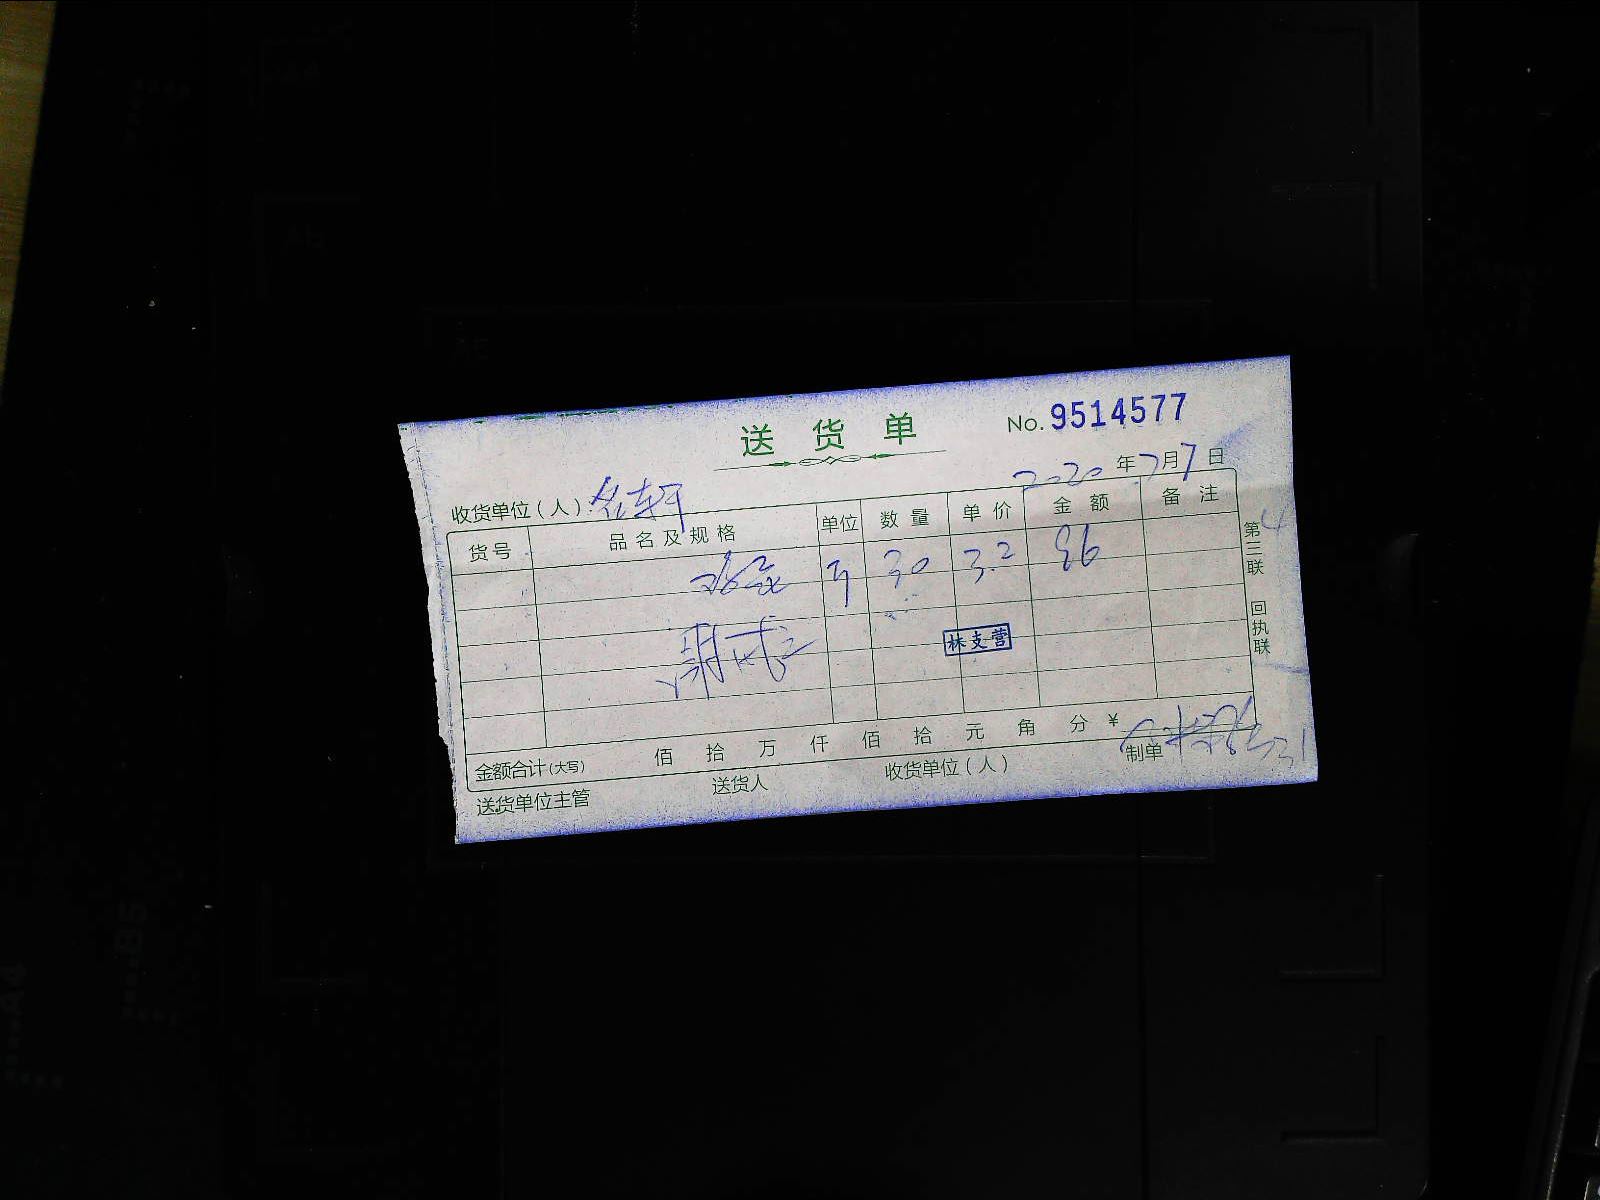 送货单
No. 9514577
2020年7月7日
收货单位(人):
货号 品名及规格 单位 数量 单价 金额 备注
30 3.2 96
林支营
金额合计(大写) 佰 拾 万 仟 佰 拾 元 角 分 ¥
送货单位主管 送货人 收货单位(人) 制单
第三联 回执联